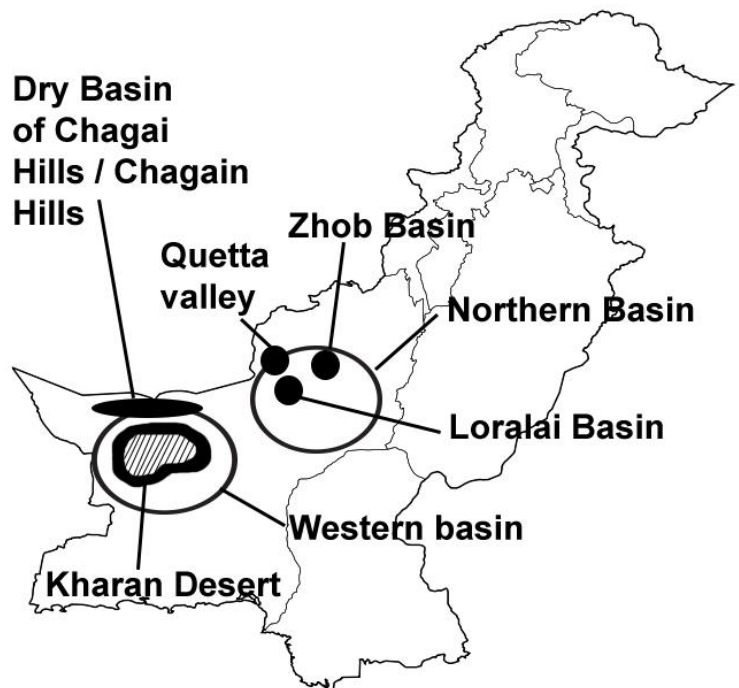 Dry Basin
of Chagai
Hills / Chagain
Hills
Zhob Basin
Quetta
valley
Northern Basin
Loralai Basin
Western basin
Kharan Desert